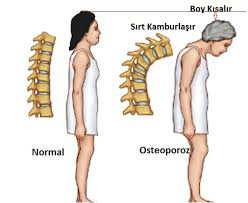 Boy Kısalır
Sırt Kamburlaşır
Normal
Osteoporoz